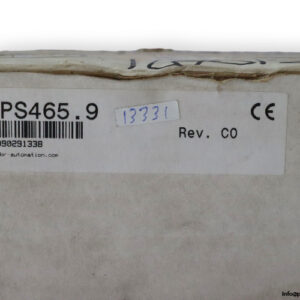 PS465.9
13331
CE
Rev. C0
90291338
-automation.com